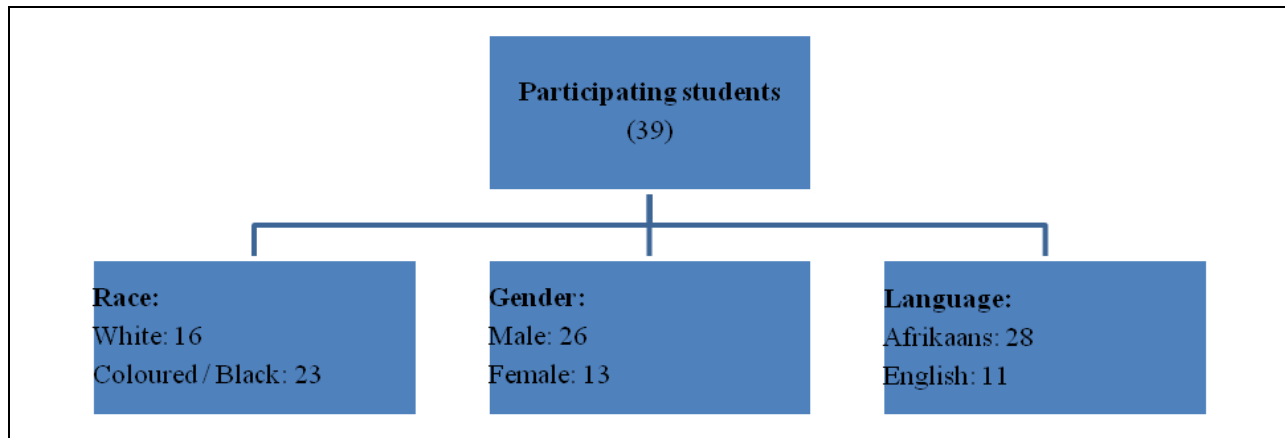 Participating students
(39)
Race:
White: 16
Coloured / Black: 23
Gender:
Male: 26
Female: 13
Language:
Afrikaans: 28
English: 11